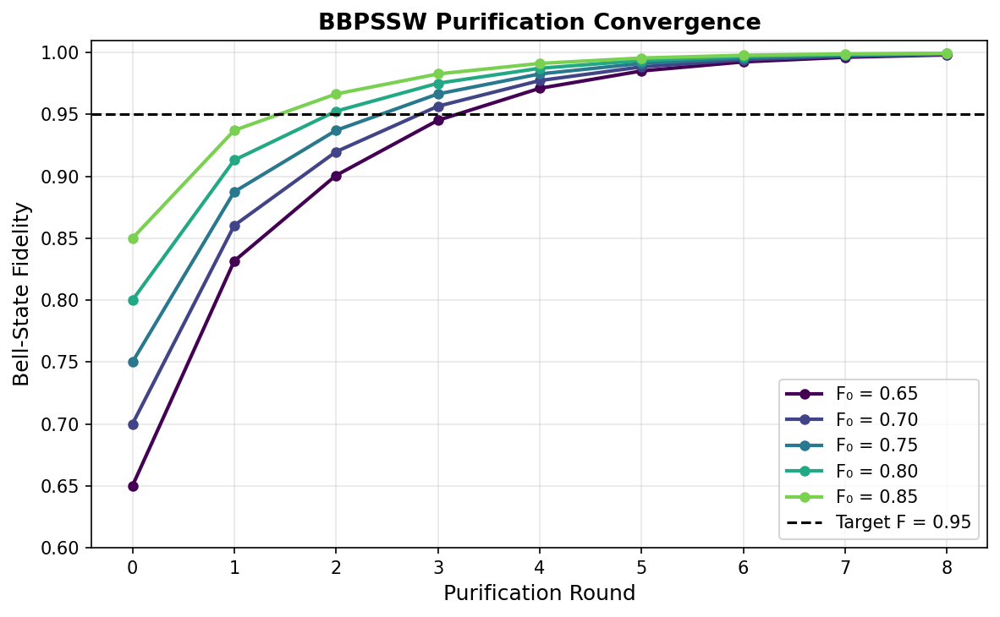 BBPSSW Purification Convergence
Bell-State Fidelity
1.00
0.95
0.90
0.85
0.80
0.75
0.70
0.65
0.60
F₀ = 0.65
F₀ = 0.70
F₀ = 0.75
F₀ = 0.80
F₀ = 0.85
Target F = 0.95
0 1 2 3 4 5 6 7 8
Purification Round